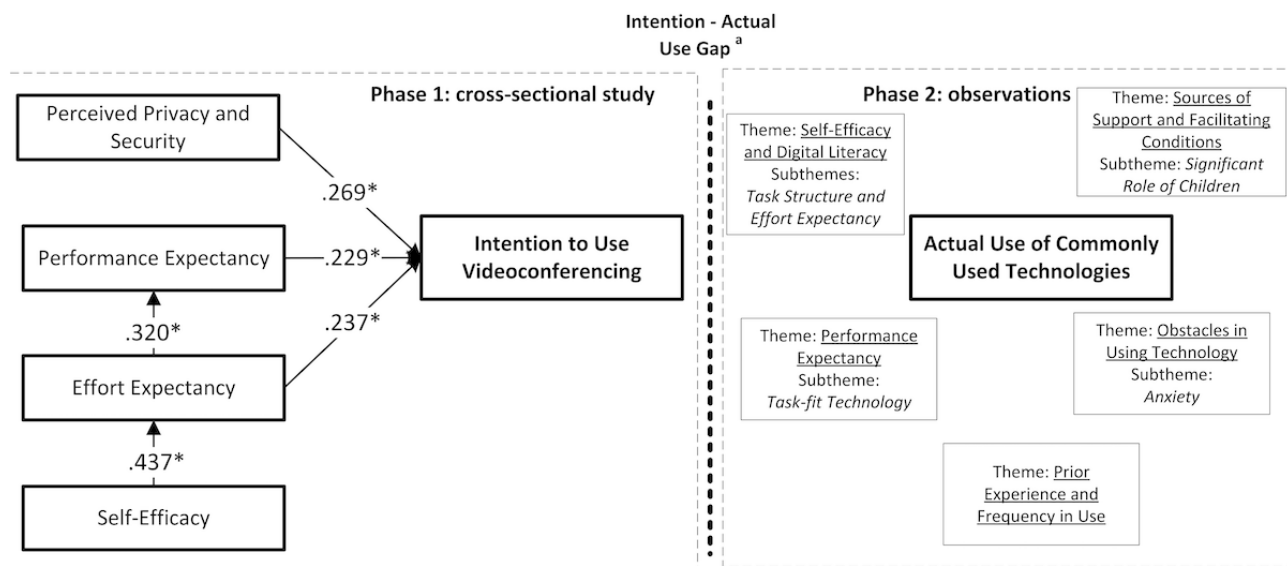 Intention - Actual
Use Gap a
Phase 1: cross-sectional study
Perceived Privacy and
Security
.269*
Performance Expectancy
.229*
Intention to Use
Videoconferencing
.237*
.320*
Effort Expectancy
.437*
Self-Efficacy
Phase 2: observations
Theme: Self-Efficacy
and Digital Literacy
Subthemes:
Task Structure and
Effort Expectancy
Theme: Sources of
Support and Facilitating
Conditions
Subtheme: Significant
Role of Children
Actual Use of Commonly
Used Technologies
Theme: Performance
Expectancy
Subtheme:
Task-fit Technology
Theme: Obstacles in
Using Technology
Subtheme:
Anxiety
Theme: Prior
Experience and
Frequency in Use